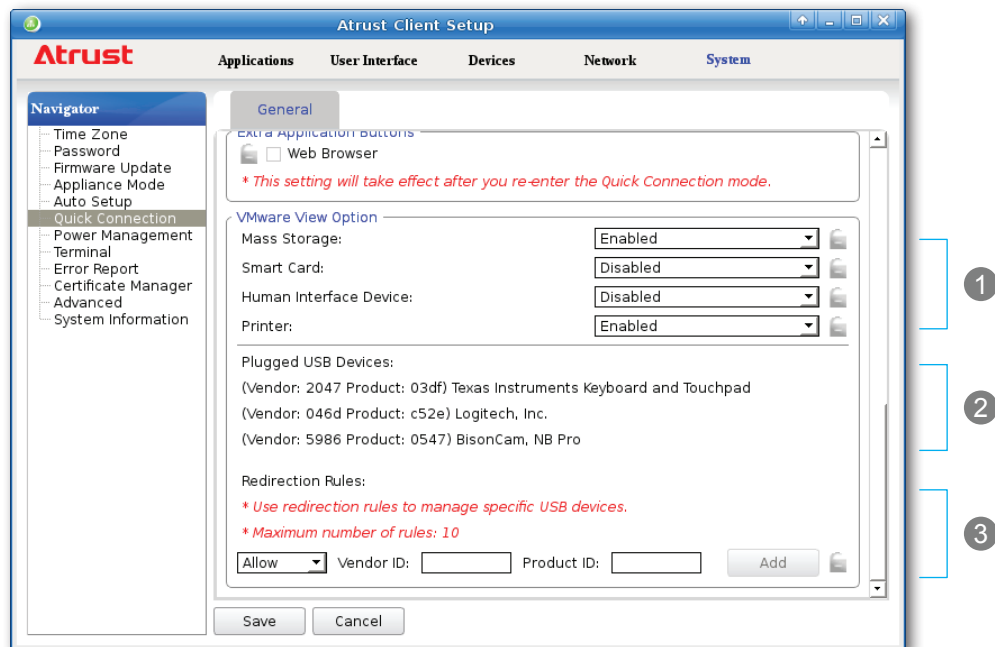 Atrust Client Setup
Atrust
Applications User Interface Devices Network System
Navigator
Time Zone
Password
Firmware Update
Appliance Mode
Auto Setup
Quick Connection
Power Management
Terminal
Error Report
Certificate Manager
Advanced
System Information
General
Extra Application Buttons
Web Browser
* This setting will take effect after you re-enter the Quick Connection mode.
VMware View Option
Mass Storage: Enabled
Smart Card: Disabled
Human Interface Device: Disabled
Printer: Enabled
1
Plugged USB Devices:
(Vendor: 2047 Product: 03df) Texas Instruments Keyboard and Touchpad
(Vendor: 046d Product: c52e) Logitech, Inc.
(Vendor: 5986 Product: 0547) BisonCam, NB Pro
2
Redirection Rules:
* Use redirection rules to manage specific USB devices.
* Maximum number of rules: 10
Allow Vendor ID: Product ID: Add
3
Save Cancel